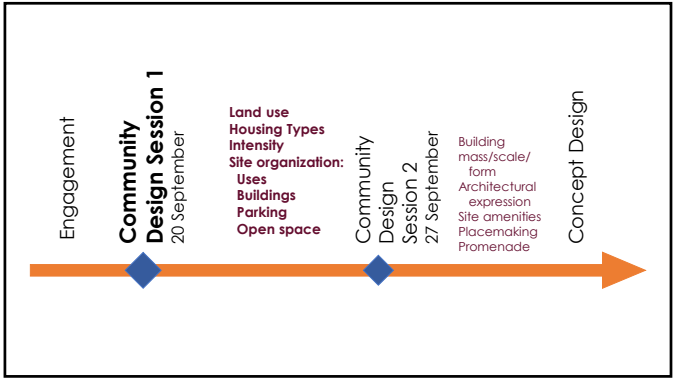 Engagement
Community
Design Session 1
20 September
Land use
Housing Types
Intensity
Site organization:
Uses
Buildings
Parking
Open space
Community
Design
Session 2
27 September
Building
mass/scale/
form
Architectural
expression
Site amenities
Placemaking
Promenade
Concept Design